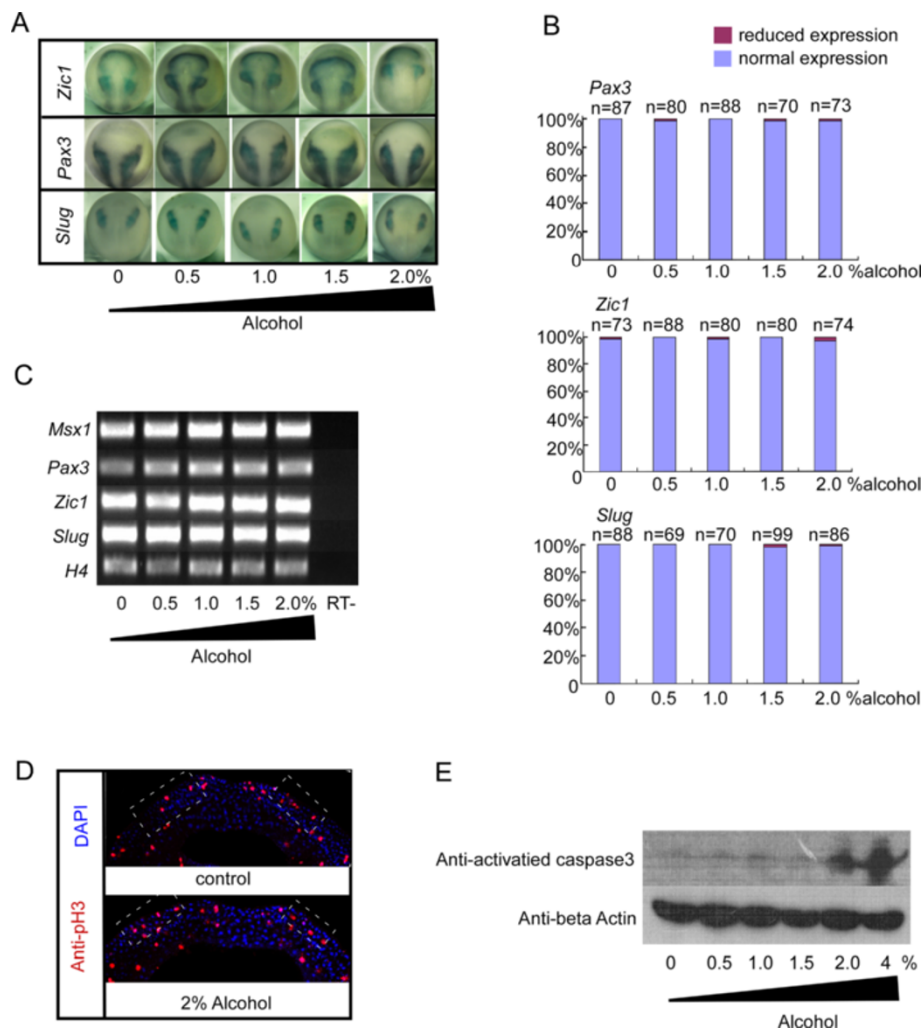 A
Zic1
Pax3
Slug
0 0.5 1.0 1.5 2.0%
Alcohol
B
reduced expression
normal expression
Pax3
n=87 n=80 n=88 n=70 n=73
100%
80%
60%
40%
20%
0
0 0.5 1.0 1.5 2.0 %alcohol
Zic1
n=73 n=88 n=80 n=80 n=74
100%
80%
60%
40%
20%
0
0 0.5 1.0 1.5 2.0 %alcohol
Slug
n=88 n=69 n=70 n=99 n=86
100%
80%
60%
40%
20%
0
0 0.5 1.0 1.5 2.0 %alcohol
C
Msx1
Pax3
Zic1
Slug
H4
0 0.5 1.0 1.5 2.0% RT-
Alcohol
D
Anti-pH3 DAPI
control
2% Alcohol
E
Anti-activatied caspase3
Anti-beta Actin
0 0.5 1.0 1.5 2.0 4 %
Alcohol